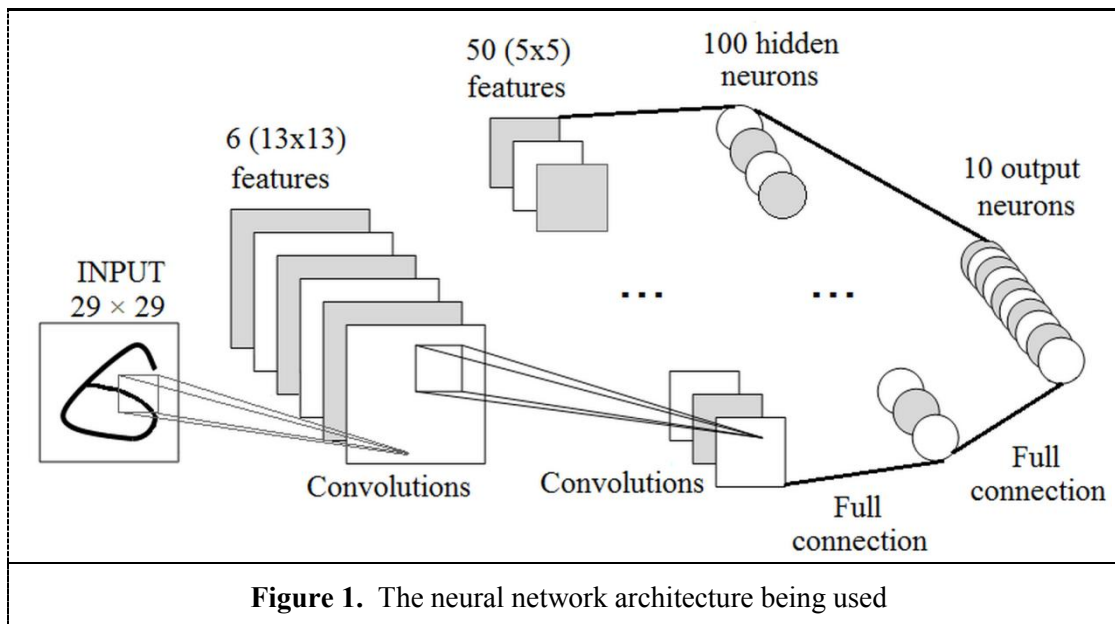 50 (5x5)
features
100 hidden
neurons
6 (13x13)
features
10 output
neurons
INPUT
29 × 29
...
...
Convolutions
Convolutions
Full
connection
Full
connection
Figure 1. The neural network architecture being used